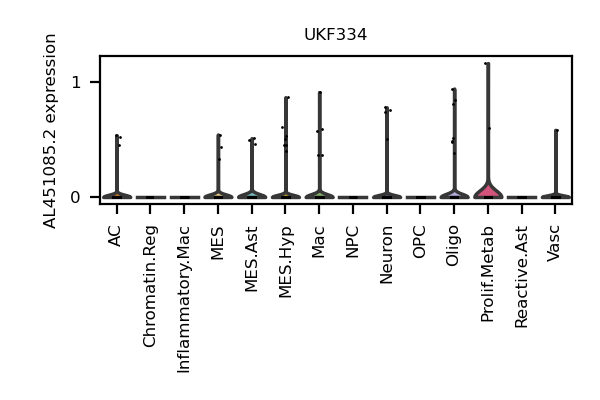 UKF334
AL451085.2 expression
1
0
AC
Chromatin.Reg
Inflammatory.Mac
MES
MES.Ast
MES.Hyp
Mac
NPC
Neuron
OPC
Oligo
Prolif.Metab
Reactive.Ast
Vasc